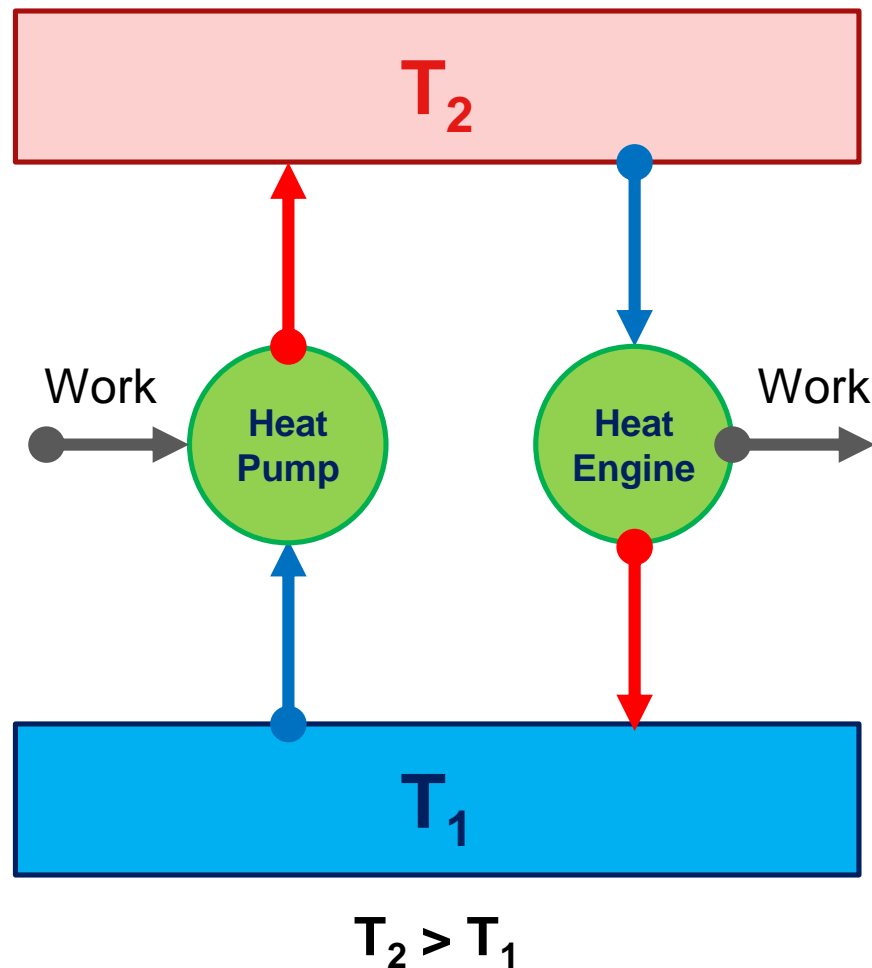 T₂
Work
Heat
Pump
Heat
Engine
Work
T₁
T₂ > T₁